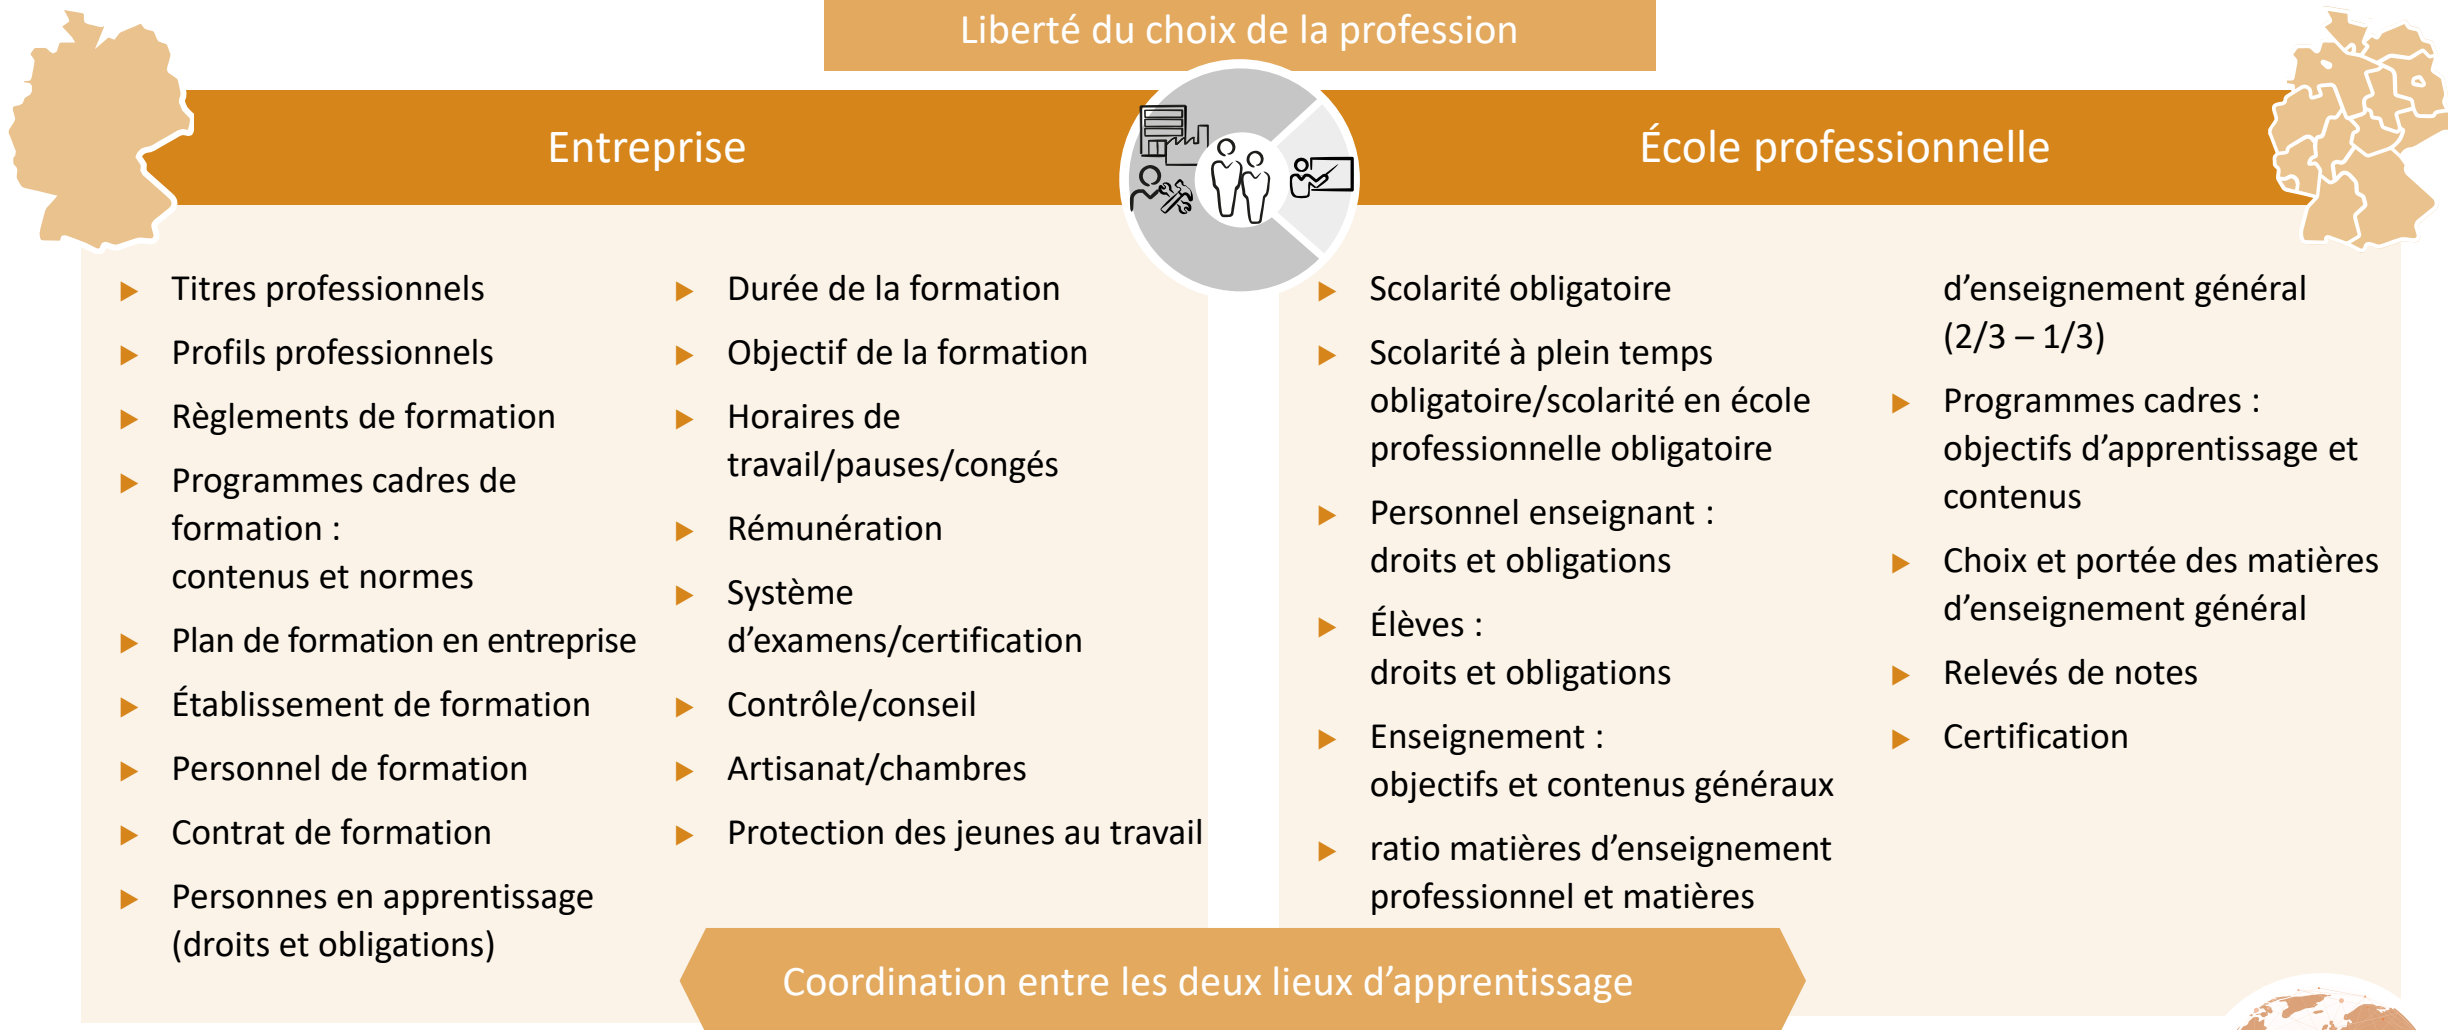 Liberté du choix de la profession
Entreprise
École professionnelle
Titres professionnels
Profils professionnels
Règlements de formation
Programmes cadres de
formation :
contenus et normes
Plan de formation en entreprise
Établissement de formation
Personnel de formation
Contrat de formation
Personnes en apprentissage
(droits et obligations)
Durée de la formation
Objectif de la formation
Horaires de
travail/pauses/congés
Rémunération
Système
d’examens/certification
Contrôle/conseil
Artisanat/chambres
Protection des jeunes au travail
Scolarité obligatoire
Scolarité à plein temps
obligatoire/scolarité en école
professionnelle obligatoire
Personnel enseignant :
droits et obligations
Élèves :
droits et obligations
Enseignement :
objectifs et contenus généraux
ratio matières d’enseignement
professionnel et matières
d’enseignement général
(2/3 – 1/3)
Programmes cadres :
objectifs d’apprentissage et
contenus
Choix et portée des matières
d’enseignement général
Relevés de notes
Certification
Coordination entre les deux lieux d’apprentissage